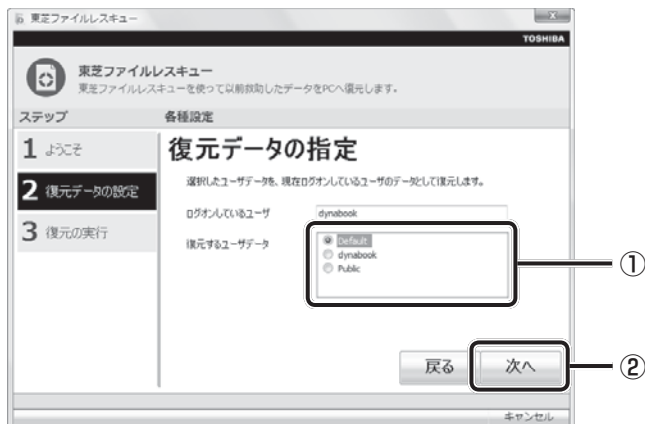 東芝ファイルレスキュー
TOSHIBA
東芝ファイルレスキュー
東芝ファイルレスキューを使って以前救助したデータをPCへ復元します。
ステップ
各種設定
1 ようこそ
2 復元データの設定
3 復元の実行
復元データの指定
選択したユーザデータを、現在ログオンしているユーザのデータとして復元します。
ログオンしているユーザ
dynabook
復元するユーザデータ
Default
dynabook
Public
①
戻る
次へ
②
キャンセル